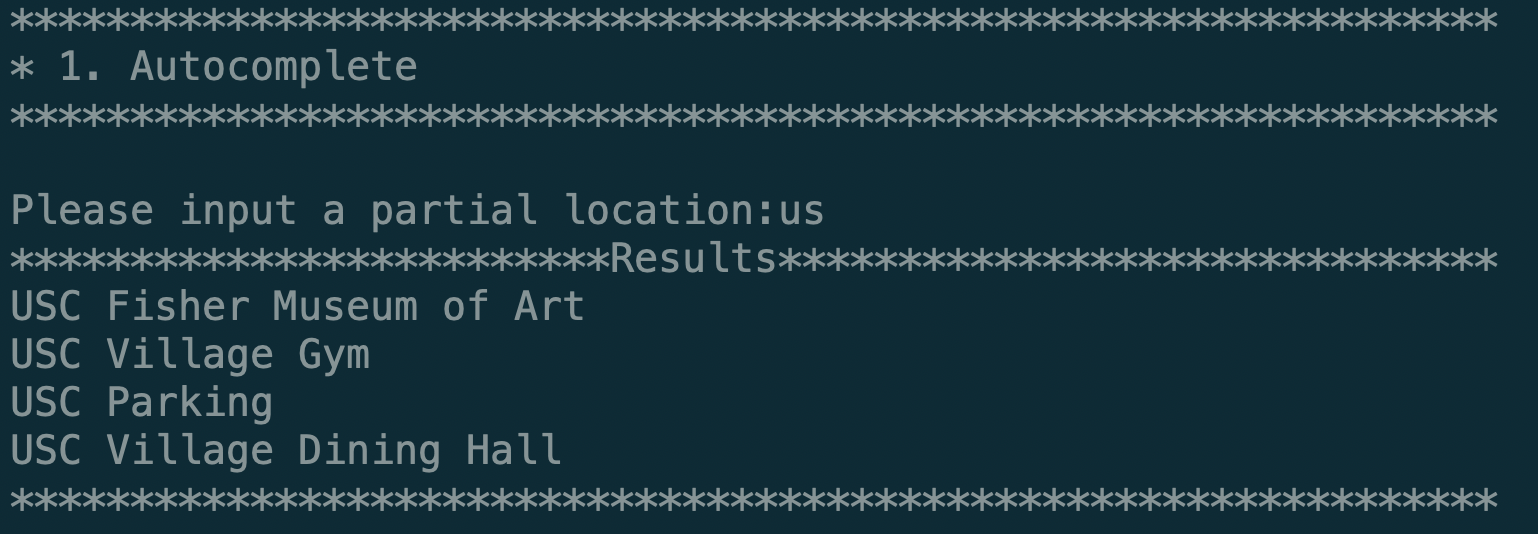 **************************************************************
* 1. Autocomplete
**************************************************************
Please input a partial location:us
*************************Results******************************
USC Fisher Museum of Art
USC Village Gym
USC Parking
USC Village Dining Hall
**************************************************************